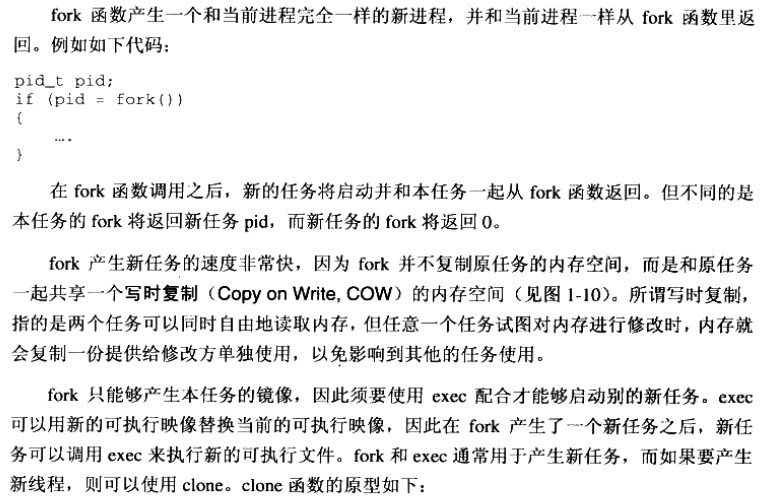 fork 函数产生一个和当前进程完全一样的新进程，并和当前进程一样从 fork 函数里返
回。例如如下代码：
pid_t pid;
if (pid = fork())
{
….
}
在 fork 函数调用之后，新的任务将启动并和本任务一起从 fork 函数返回。但不同的是
本任务的 fork 将返回新任务 pid，而新任务的 fork 将返回 0。
fork 产生新任务的速度非常快，因为 fork 并不复制原任务的内存空间，而是和原任务
一起共享一个写时复制（Copy on Write, COW）的内存空间（见图 1-10）。所谓写时复制，
指的是两个任务可以同时自由地读取内存，但任意一个任务试图对内存进行修改时，内存就
会复制一份提供给修改方单独使用，以免影响到其他的任务使用。
fork 只能够产生本任务的镜像，因此须要使用 exec 配合才能够启动别的新任务。exec
可以用新的可执行映像替换当前的可执行映像，因此在 fork 产生了一个新任务之后，新任
务可以调用 exec 来执行新的可执行文件。fork 和 exec 通常用于产生新任务，而如果要产生
新线程，则可以使用 clone。clone 函数的原型如下：